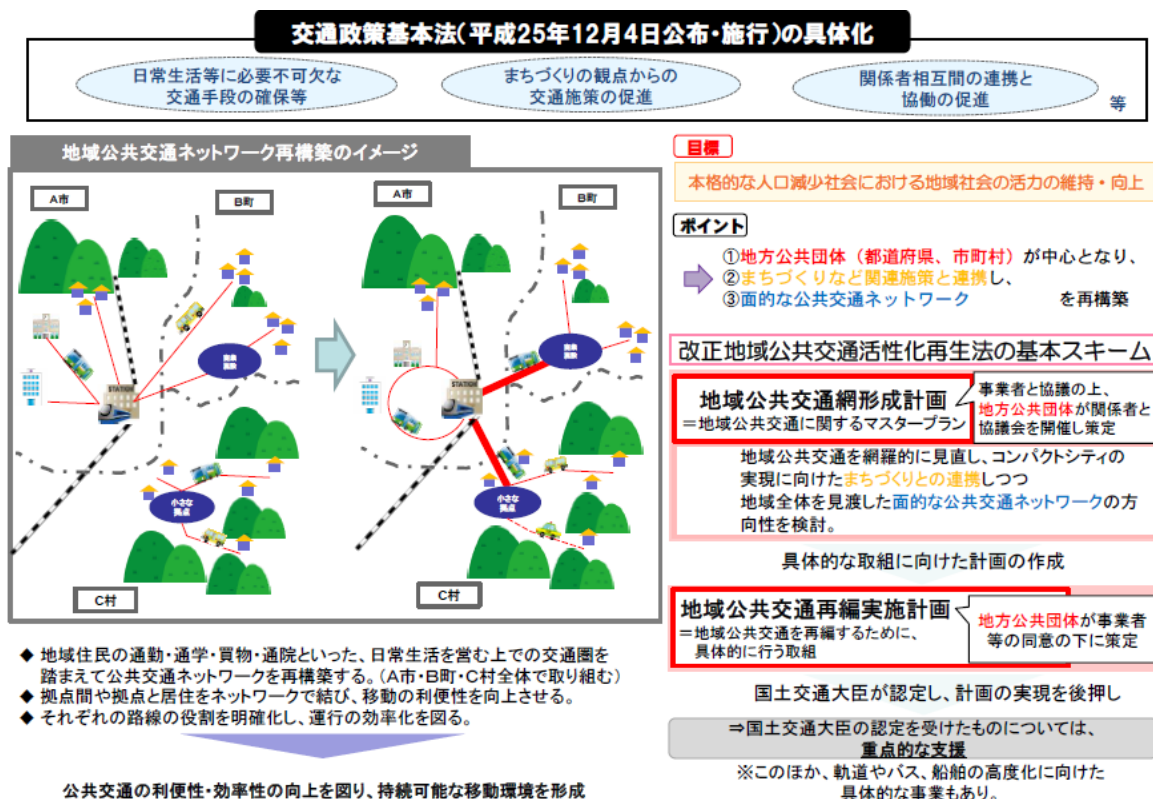 交通政策基本法(平成25年12月4日公布・施行)の具体化
日常生活等に必要不可欠な
交通手段の確保等
まちづくりの観点からの
交通施策の促進
関係者相互間の連携と
協働の促進
等
地域公共交通ネットワーク再構築のイメージ
A市
B町
商業
施設
STATION
小さな
拠点
C村
A市
B町
商業
施設
STATION
小さな
拠点
C村
◆ 地域住民の通勤・通学・買物・通院といった、日常生活を営む上での交通圏を
踏まえて公共交通ネットワークを再構築する。(A市・B町・C村全体で取り組む)
◆ 拠点間や拠点と居住をネットワークで結び、移動の利便性を向上させる。
◆ それぞれの路線の役割を明確化し、運行の効率化を図る。
公共交通の利便性・効率性の向上を図り、持続可能な移動環境を形成
目標
本格的な人口減少社会における地域社会の活力の維持・向上
ポイント
①地方公共団体(都道府県、市町村)が中心となり、
②まちづくりなど関連施策と連携し、
③面的な公共交通ネットワーク を再構築
改正地域公共交通活性化再生法の基本スキーム
地域公共交通網形成計画
=地域公共交通に関するマスタープラン
事業者と協議の上、
地方公共団体が関係者と
協議会を開催し策定
地域公共交通を網羅的に見直し、コンパクトシティの
実現に向けたまちづくりとの連携しつつ
地域全体を見渡した面的な公共交通ネットワークの方
向性を検討。
具体的な取組に向けた計画の作成
地域公共交通再編実施計画
=地域公共交通を再編するために、
具体的に行う取組
地方公共団体が事業者
等の同意の下に策定
国土交通大臣が認定し、計画の実現を後押し
⇒国土交通大臣の認定を受けたものについては、
重点的な支援
※このほか、軌道やバス、船舶の高度化に向けた
具体的な事業もあり。